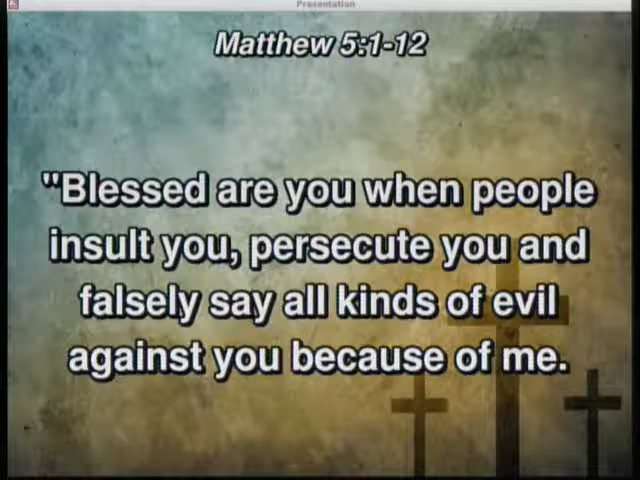 Presentation
Matthew 5:1-12
"Blessed are you when people
insult you, persecute you and
falsely say all kinds of evil
against you because of me.